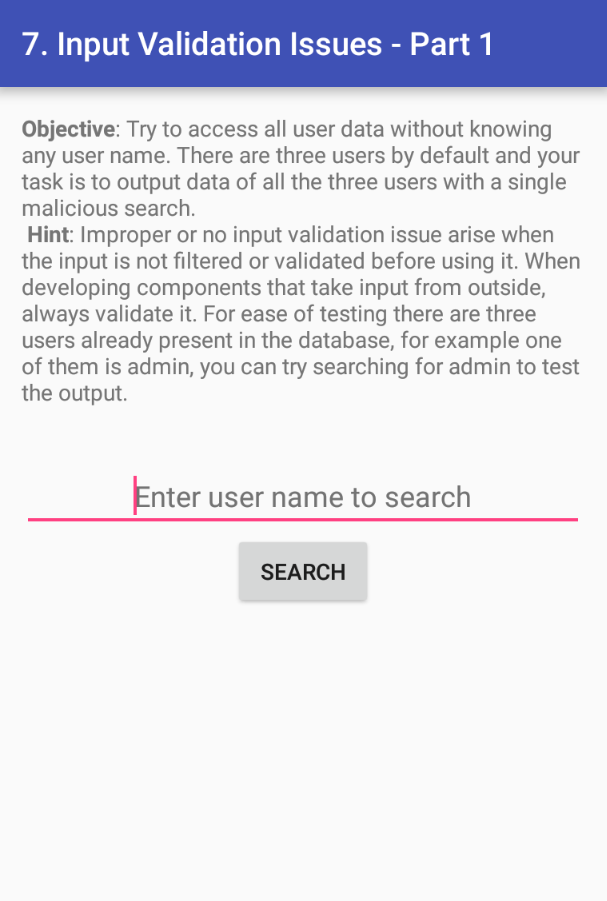 7. Input Validation Issues - Part 1
Objective: Try to access all user data without knowing
any user name. There are three users by default and your
task is to output data of all the three users with a single
malicious search.
Hint: Improper or no input validation issue arise when
the input is not filtered or validated before using it. When
developing components that take input from outside,
always validate it. For ease of testing there are three
users already present in the database, for example one
of them is admin, you can try searching for admin to test
the output.
Enter user name to search
SEARCH